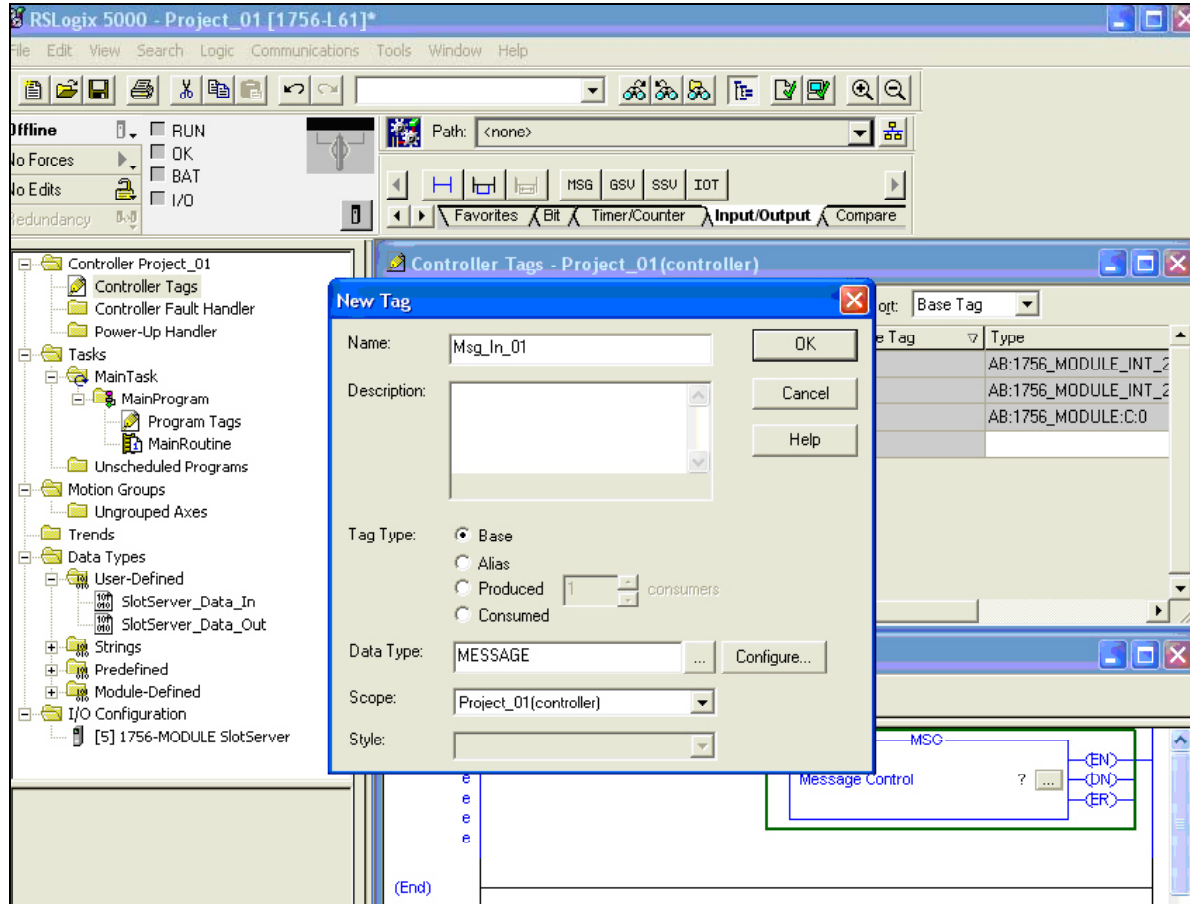 RSLogix 5000 - Project_01 [1756-L61]*
File Edit View Search Logic Communications Tools Window Help
Offline
RUN
No Forces
OK
BAT
No Edits
I/O
Redundancy
Path: <none>
MSG GSV SSV IOT
Favorites Bit Timer/Counter Input/Output Compare
Controller Project_01
Controller Tags
Controller Fault Handler
Power-Up Handler
Tasks
MainTask
MainProgram
Program Tags
MainRoutine
Unscheduled Programs
Motion Groups
Ungrouped Axes
Trends
Data Types
User-Defined
SlotServer_Data_In
SlotServer_Data_Out
Strings
Predefined
Module-Defined
I/O Configuration
[5] 1756-MODULE SlotServer
Controller Tags - Project_01(controller)
ort: Base Tag
e Tag Type
AB:1756_MODULE_INT_2
AB:1756_MODULE_INT_2
AB:1756_MODULE:C:0
New Tag
Name: Msg_In_01
OK
Description:
Cancel
Help
Tag Type: Base
Alias
Produced 1 consumers
Consumed
Data Type: MESSAGE ... Configure...
Scope: Project_01(controller)
Style:
MSG
Message Control ? ...
(EN)
(DN)
(ER)
e
e
e
e
(End)